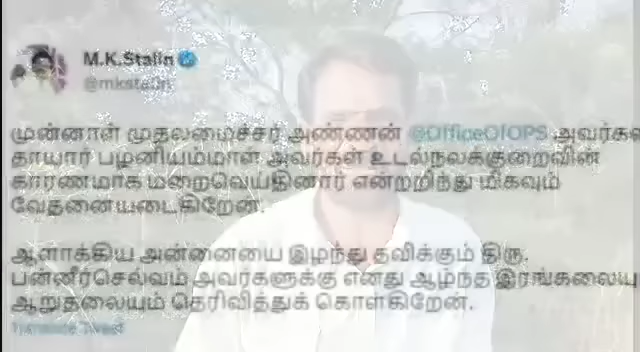 M.K.Stalin
@mkstalin
முன்னாள் முதலமைச்சர் அண்ணன் @OfficeOfOPS அவர்கள
தாயார் பழனியம்மாள் அவர்கள் உடல்நலக்குறைவின்
காரணமாக மறைவெய்தினார் என்றறிந்து மிகவும்
வேதனையடைகிறேன்.
ஆளாக்கிய அன்னையை இழந்து தவிக்கும் திரு.
பன்னீர்செல்வம் அவர்களுக்கு எனது ஆழ்ந்த இரங்கலையு
ஆறுதலையும் தெரிவித்துக் கொள்கிறேன்.
Translate Tweet